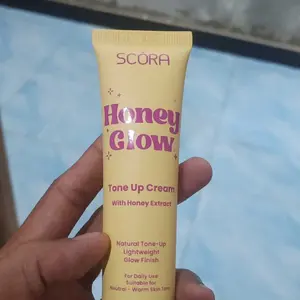 SCORA
Honey
Glow
Tone Up Cream
With Honey Extract
Natural Tone-Up
Lightweight
Glow Finish
For Daily Use
Suitable for
Neutral - Warm Skin Tone